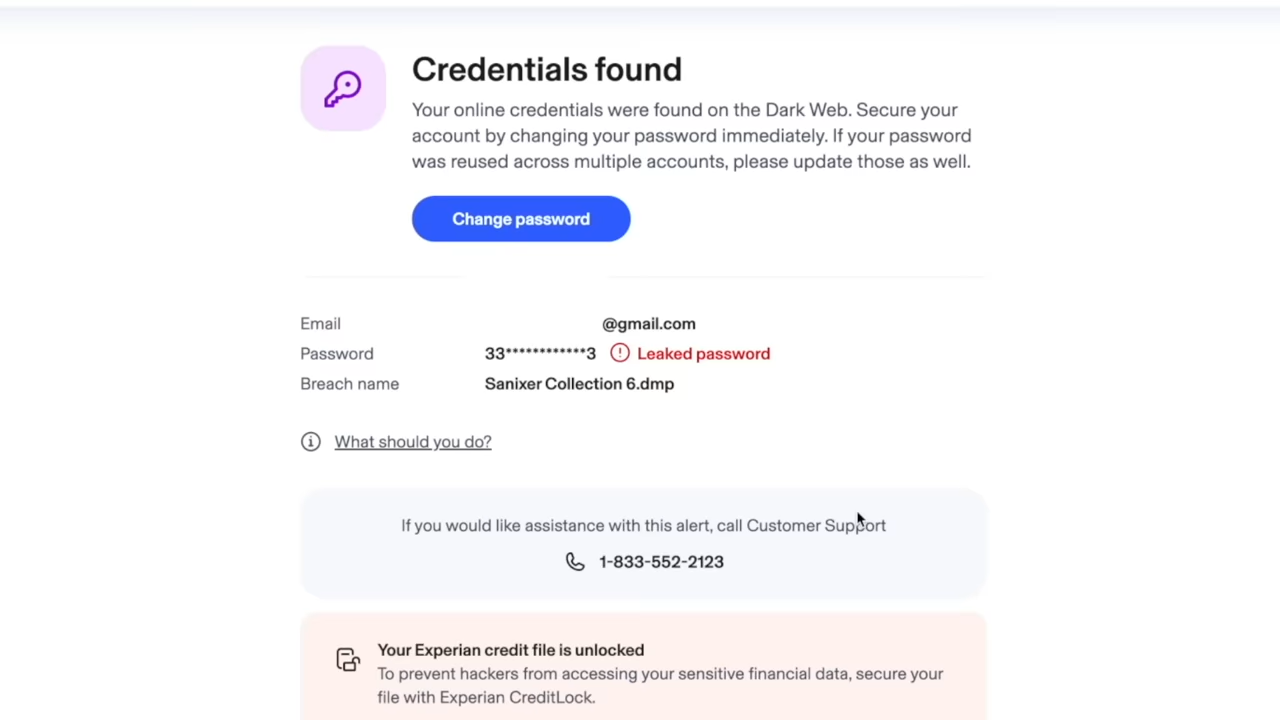 Credentials found
Your online credentials were found on the Dark Web. Secure your
account by changing your password immediately. If your password
was reused across multiple accounts, please update those as well.
Change password
Email @gmail.com
Password 33************3 Leaked password
Breach name Sanixer Collection 6.dmp
What should you do?
If you would like assistance with this alert, call Customer Support
1-833-552-2123
Your Experian credit file is unlocked
To prevent hackers from accessing your sensitive financial data, secure your
file with Experian CreditLock.